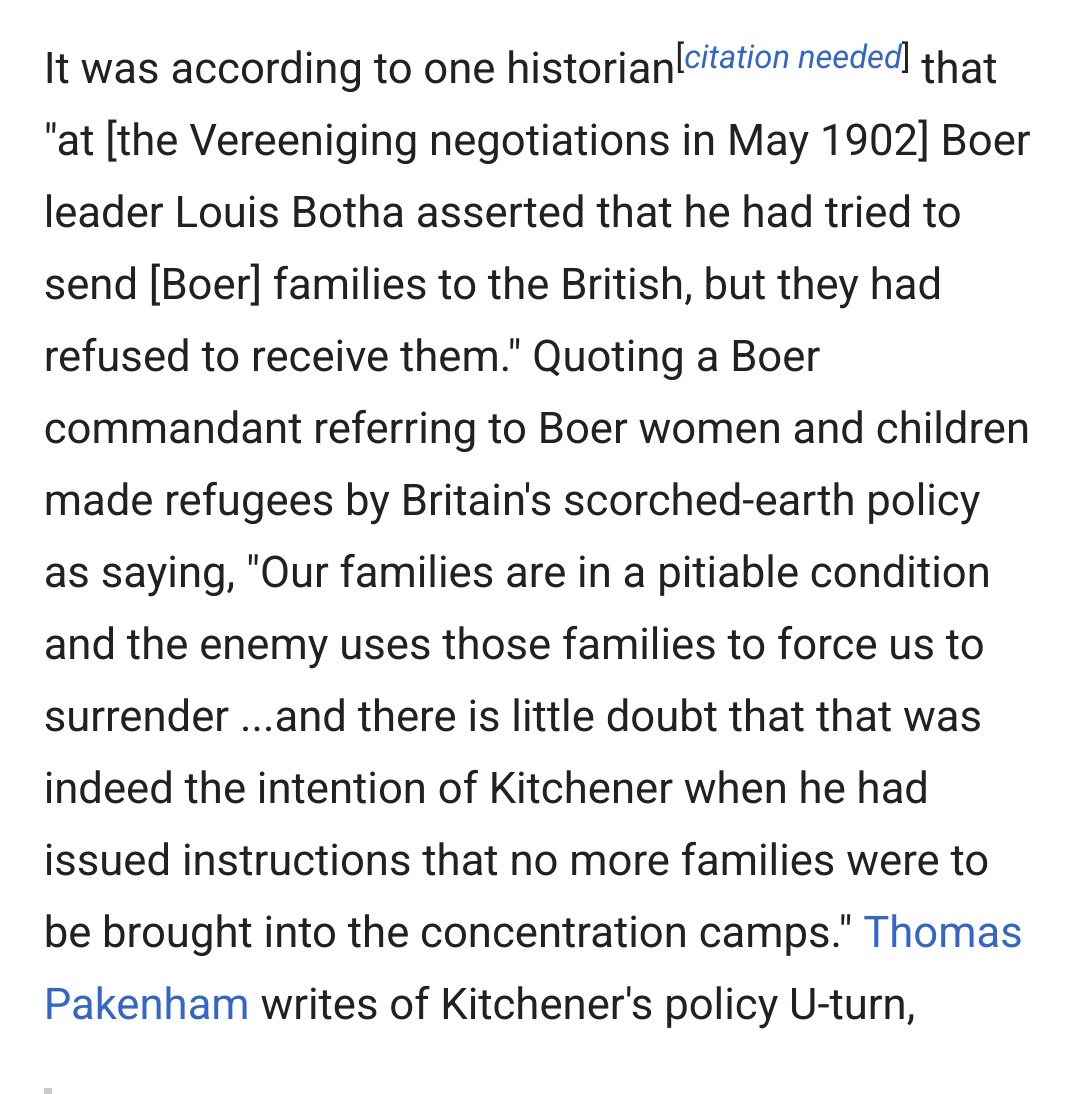 It was according to one historian[citation needed] that
"at [the Vereeniging negotiations in May 1902] Boer
leader Louis Botha asserted that he had tried to
send [Boer] families to the British, but they had
refused to receive them." Quoting a Boer
commandant referring to Boer women and children
made refugees by Britain's scorched-earth policy
as saying, "Our families are in a pitiable condition
and the enemy uses those families to force us to
surrender ...and there is little doubt that that was
indeed the intention of Kitchener when he had
issued instructions that no more families were to
be brought into the concentration camps." Thomas
Pakenham writes of Kitchener's policy U-turn,